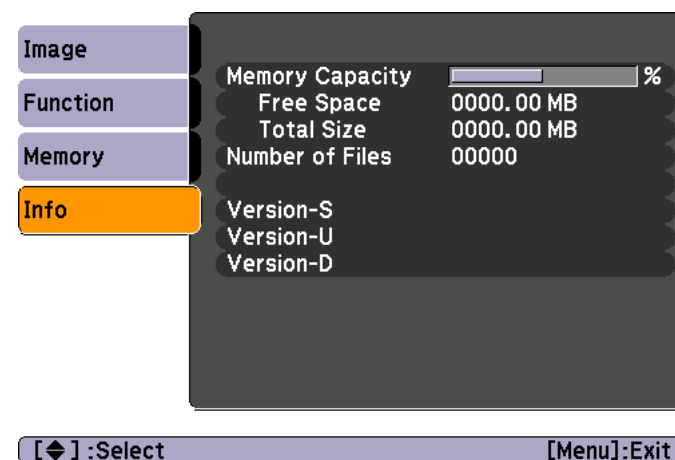 Image
Function
Memory
Info
Memory Capacity %
Free Space 0000.00 MB
Total Size 0000.00 MB
Number of Files 00000
Version-S
Version-U
Version-D
[◆] :Select [Menu]:Exit